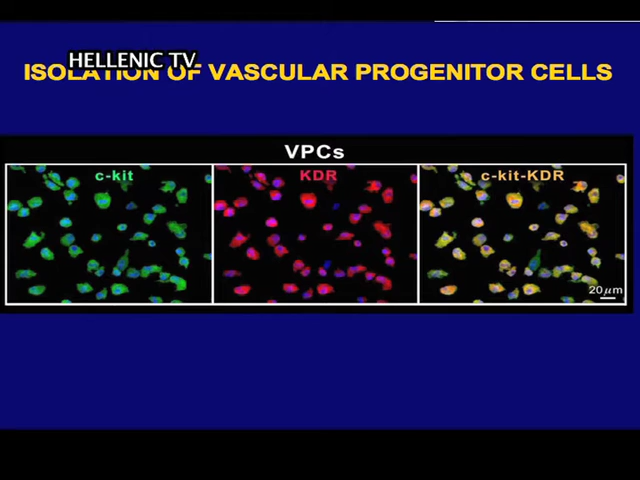 HELLENIC TV
ISOLATION OF VASCULAR PROGENITOR CELLS
VPCs
c-kit
KDR
c-kit-KDR
20µm